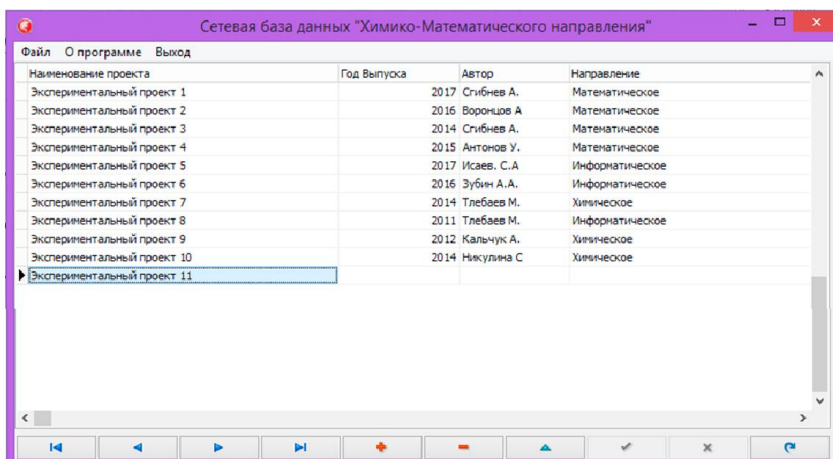 Сетевая база данных "Химико-Математического направления"
Файл О программе Выход
Наименование проекта Год Выпуска Автор Направление
Экспериментальный проект 1 2017 Сгибнев А. Математическое
Экспериментальный проект 2 2016 Воронцов А Математическое
Экспериментальный проект 3 2014 Сгибнев А. Математическое
Экспериментальный проект 4 2015 Антонов У. Математическое
Экспериментальный проект 5 2017 Исаев. С.А Информатическое
Экспериментальный проект 6 2016 Зубин А.А. Информатическое
Экспериментальный проект 7 2014 Тлебаев М. Химическое
Экспериментальный проект 8 2011 Тлебаев М. Информатическое
Экспериментальный проект 9 2012 Кальчук А. Химическое
Экспериментальный проект 10 2014 Никулина С Химическое
Экспериментальный проект 11